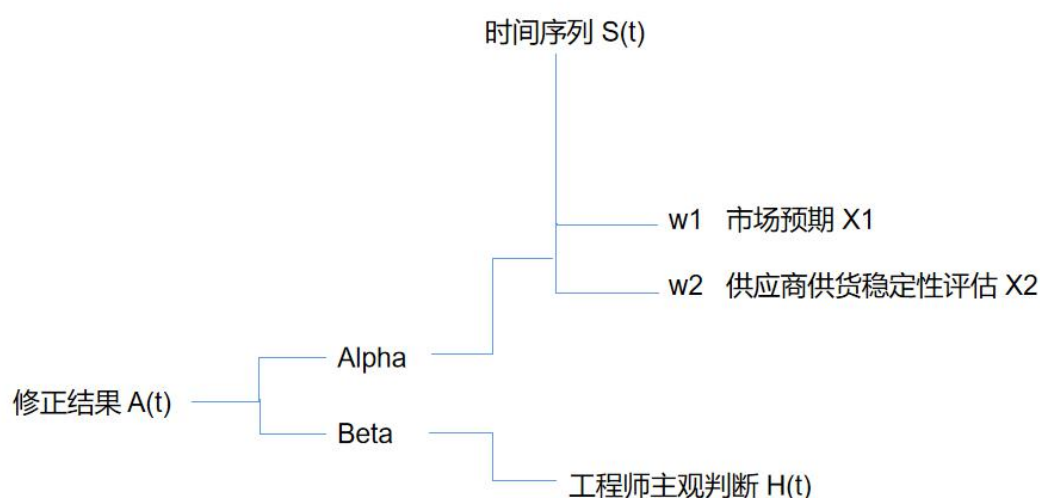 时间序列 S(t)
w1 市场预期 X1
w2 供应商供货稳定性评估 X2
Alpha
修正结果 A(t)
Beta
工程师主观判断 H(t)